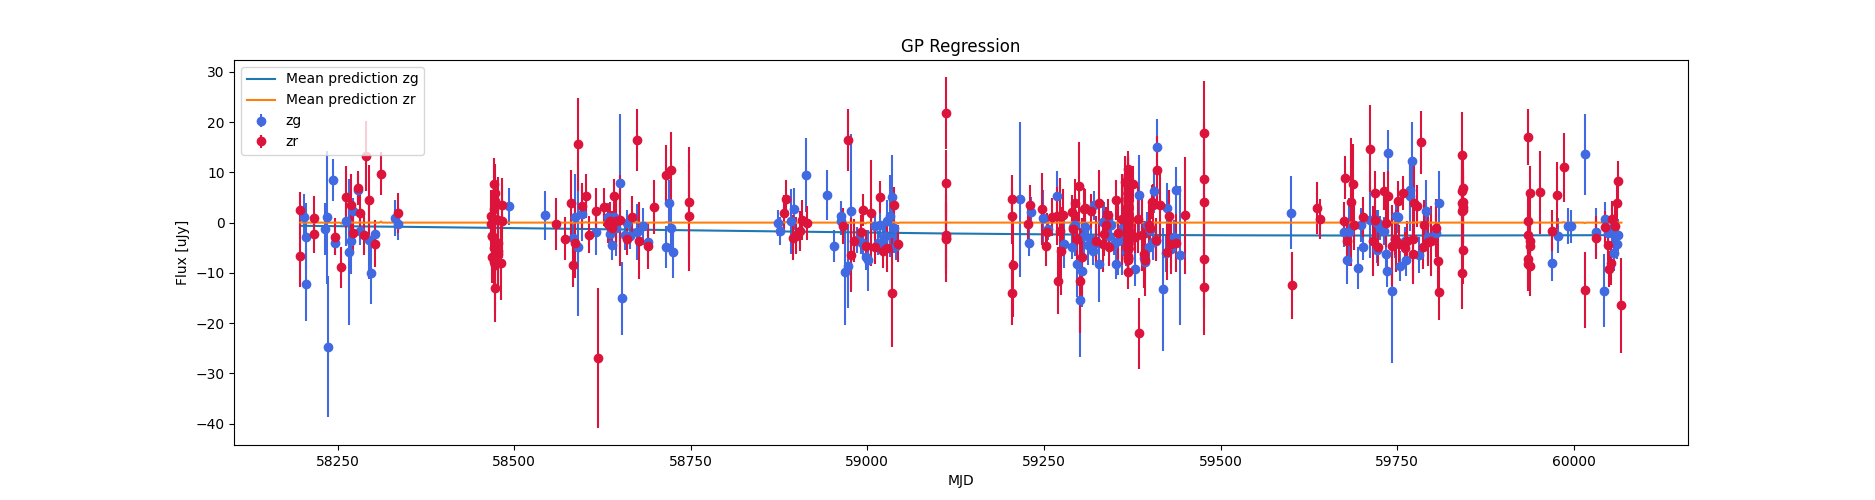 GP Regression
Mean prediction zg
Mean prediction zr
zg
zr
Flux [uJy]
30
20
10
0
−10
−20
−30
−40
58250
58500
58750
59000
59250
59500
59750
60000
MJD